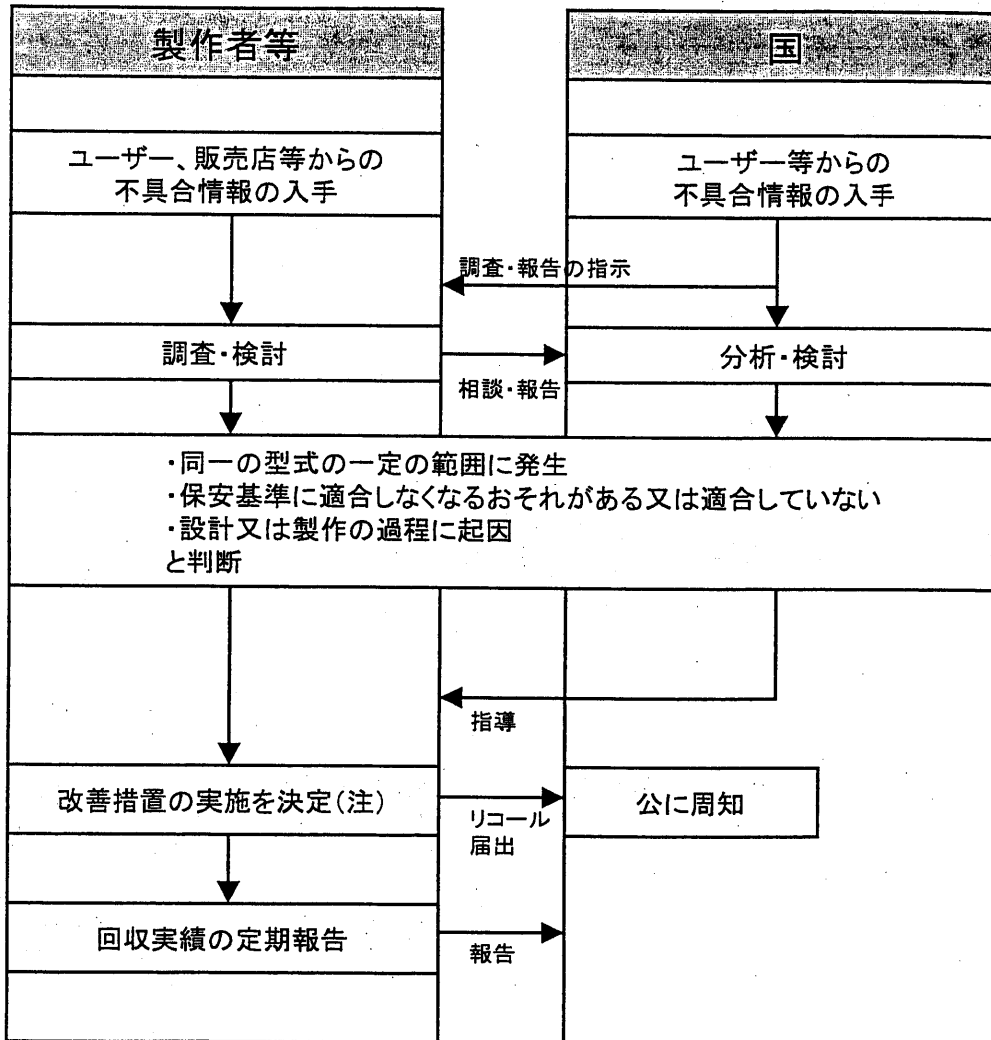 製作者等
国
ユーザー、販売店等からの
不具合情報の入手
ユーザー等からの
不具合情報の入手
調査・報告の指示
調査・検討
分析・検討
相談・報告
・同一の型式の一定の範囲に発生
・保安基準に適合しなくなるおそれがある又は適合していない
・設計又は製作の過程に起因
と判断
指導
改善措置の実施を決定(注)
公に周知
リコール
届出
回収実績の定期報告
報告